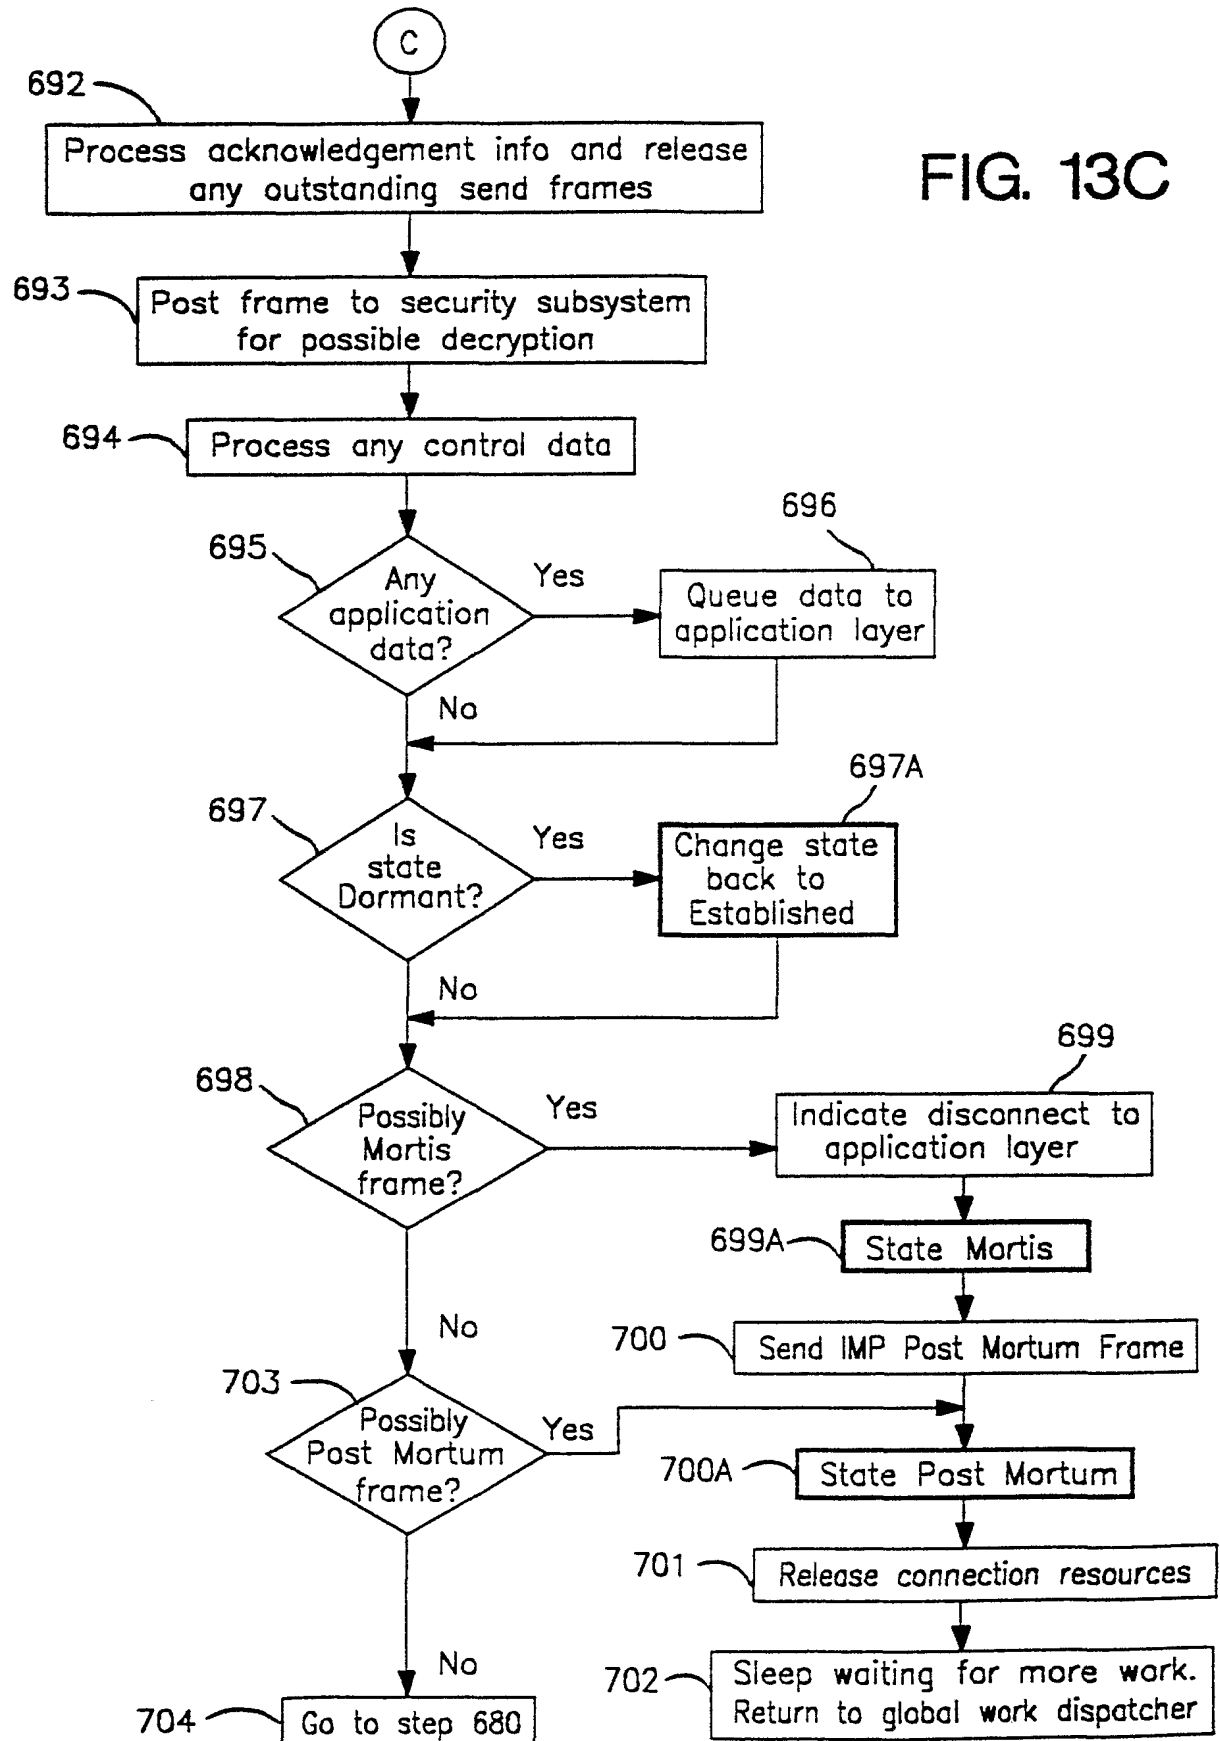 C
692
Process acknowledgement info and release
any outstanding send frames
FIG. 13C
693
Post frame to security subsystem
for possible decryption
694
Process any control data
695
Any
application
data?
Yes
696
Queue data to
application layer
No
697
Is
state
Dormant?
Yes
697A
Change state
back to
Established
No
698
Possibly
Mortis
frame?
Yes
699
Indicate disconnect to
application layer
699A
State Mortis
No
700
Send IMP Post Mortum Frame
703
Possibly
Post Mortum
frame?
Yes
700A
State Post Mortum
701
Release connection resources
No
702
Sleep waiting for more work.
Return to global work dispatcher
704
Go to step 680